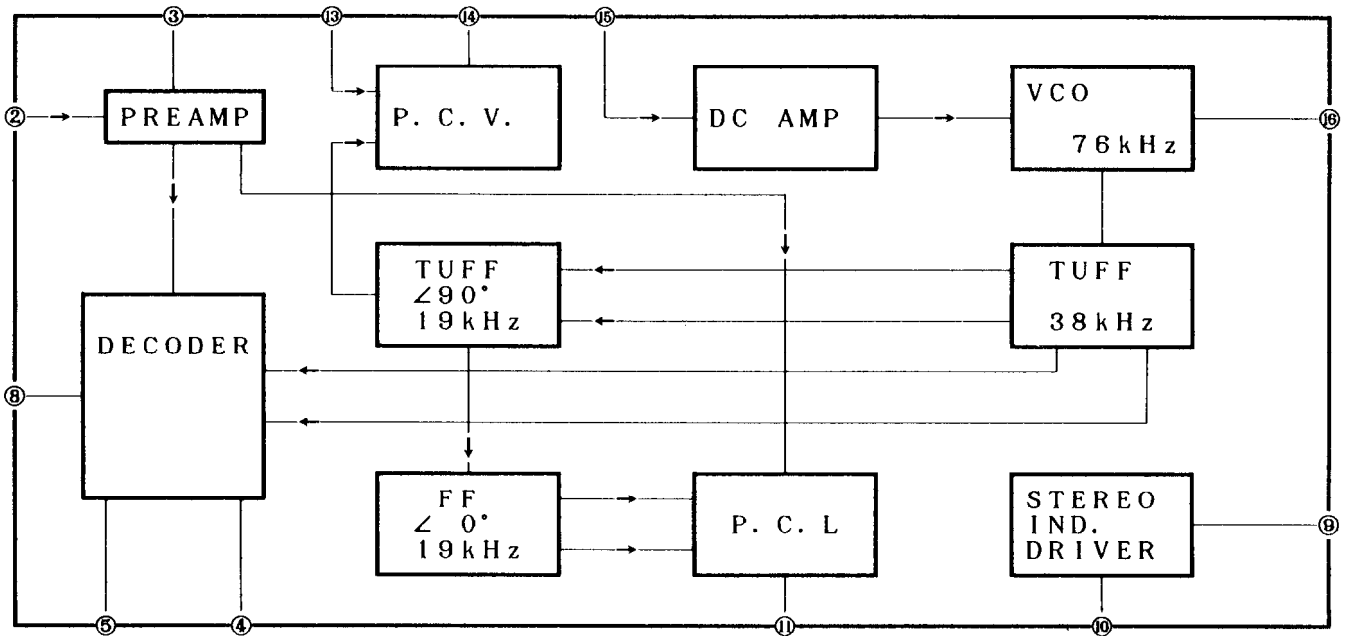 ③ ⑬ ⑭ ⑮
② PREAMP
P. C. V.
DC AMP
VCO
76kHz
⑯
TUFF
∠90°
19kHz
TUFF
38kHz
DECODER
⑧
FF
∠ 0°
19kHz
P. C. L
STEREO
IND.
DRIVER
⑨
⑤ ④ ⑪ ⑩